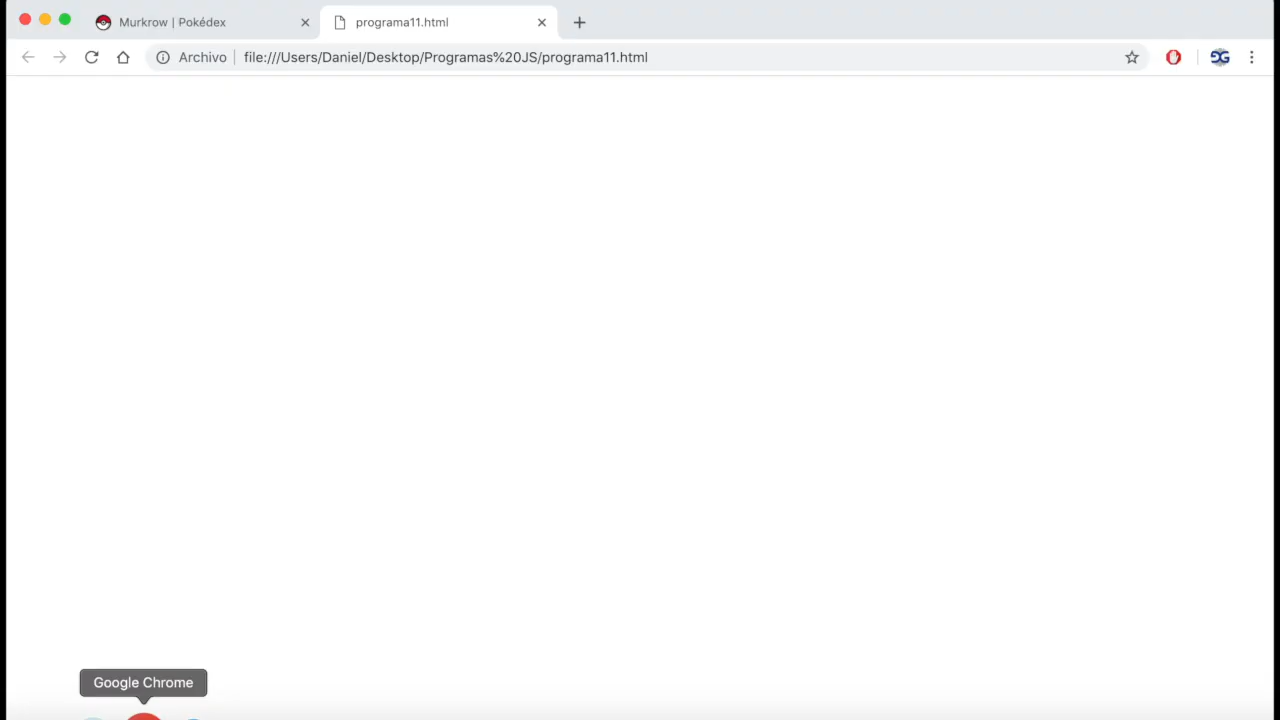 Murkrow | Pokédex
programa11.html
Archivo
file:///Users/Daniel/Desktop/Programas%20JS/programa11.html
Google Chrome